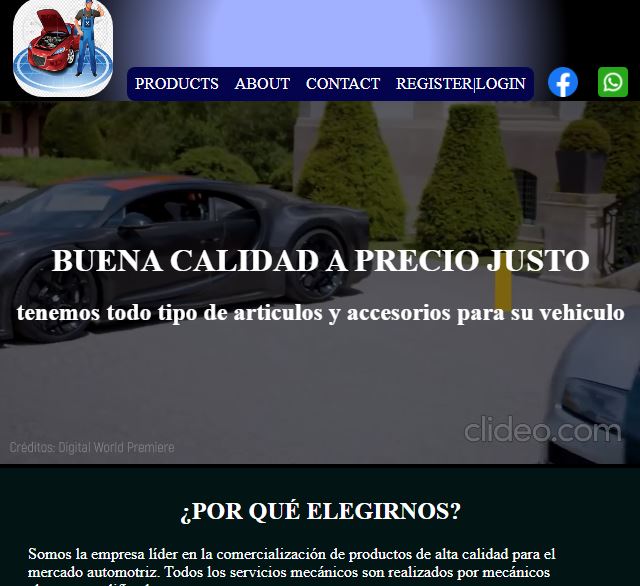 PRODUCTS ABOUT CONTACT REGISTER|LOGIN
BUENA CALIDAD A PRECIO JUSTO
tenemos todo tipo de articulos y accesorios para su vehiculo
clideo.com
Créditos: Digital World Premiere
¿POR QUÉ ELEGIRNOS?
Somos la empresa líder en la comercialización de productos de alta calidad para el
mercado automotriz. Todos los servicios mecánicos son realizados por mecánicos